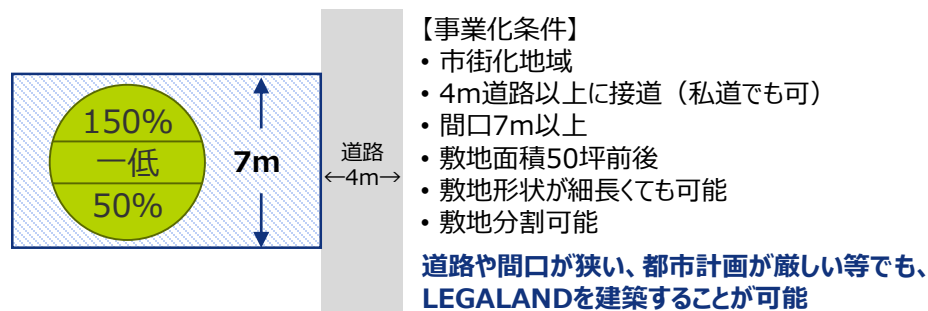 150%
一低
50%
7m
道路
←4m→
【事業化条件】
• 市街化地域
• 4m道路以上に接道（私道でも可）
• 間口7m以上
• 敷地面積50坪前後
• 敷地形状が細長くても可能
• 敷地分割可能
道路や間口が狭い、都市計画が厳しい等でも、
LEGALANDを建築することが可能